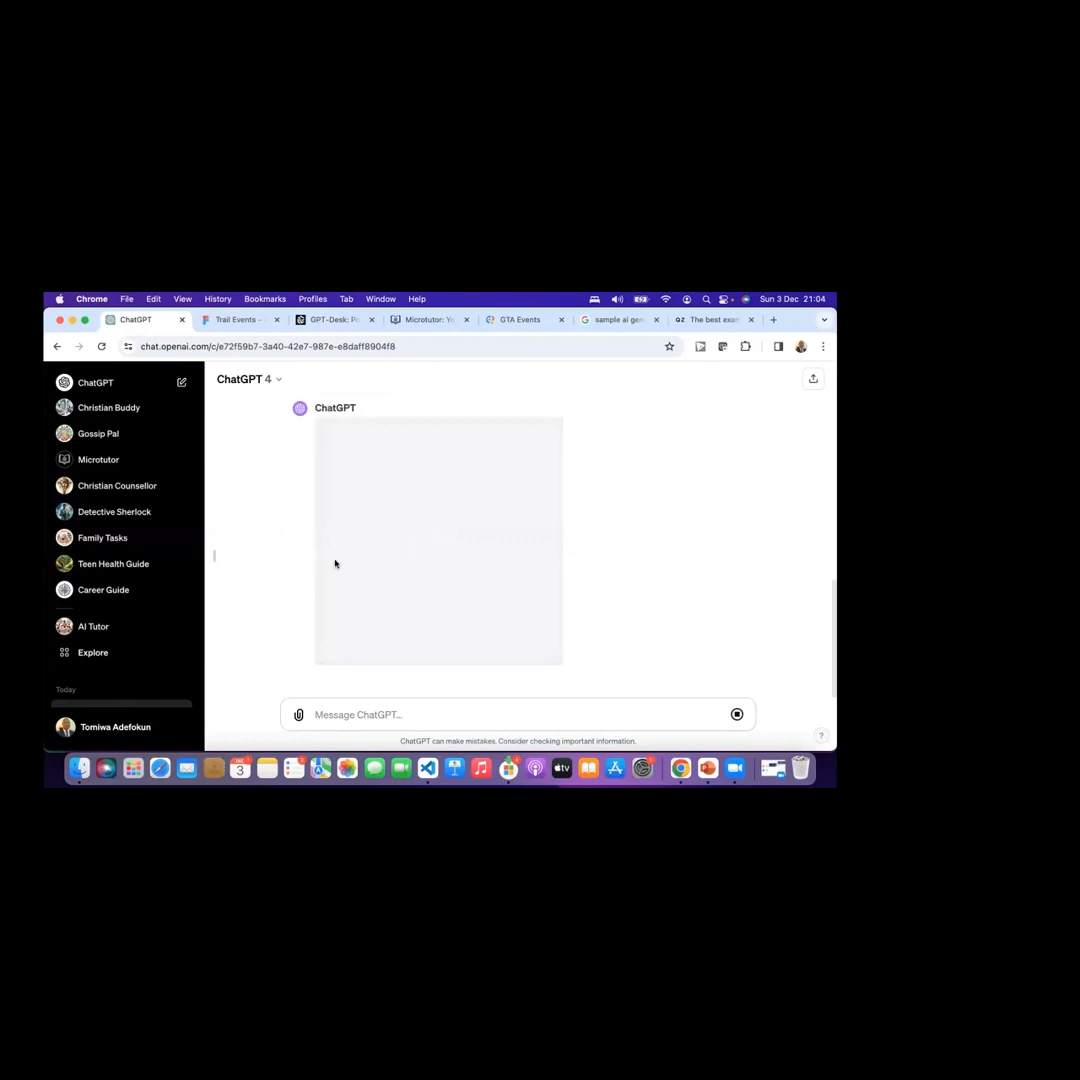 Chrome File Edit View History Bookmarks Profiles Tab Window Help Sun 3 Dec 21:04
ChatGPT Trail Events – GPT-Desk: Pr Microtutor: Yo GTA Events sample ai gen The best exa
chat.openai.com/c/e72f59b7-3a40-42e7-987e-e8daff8904f8
ChatGPT
Christian Buddy
Gossip Pal
Microtutor
Christian Counsellor
Detective Sherlock
Family Tasks
Teen Health Guide
Career Guide
AI Tutor
Explore
Today
Tomiwa Adefokun
ChatGPT 4
ChatGPT
Message ChatGPT...
ChatGPT can make mistakes. Consider checking important information.
?